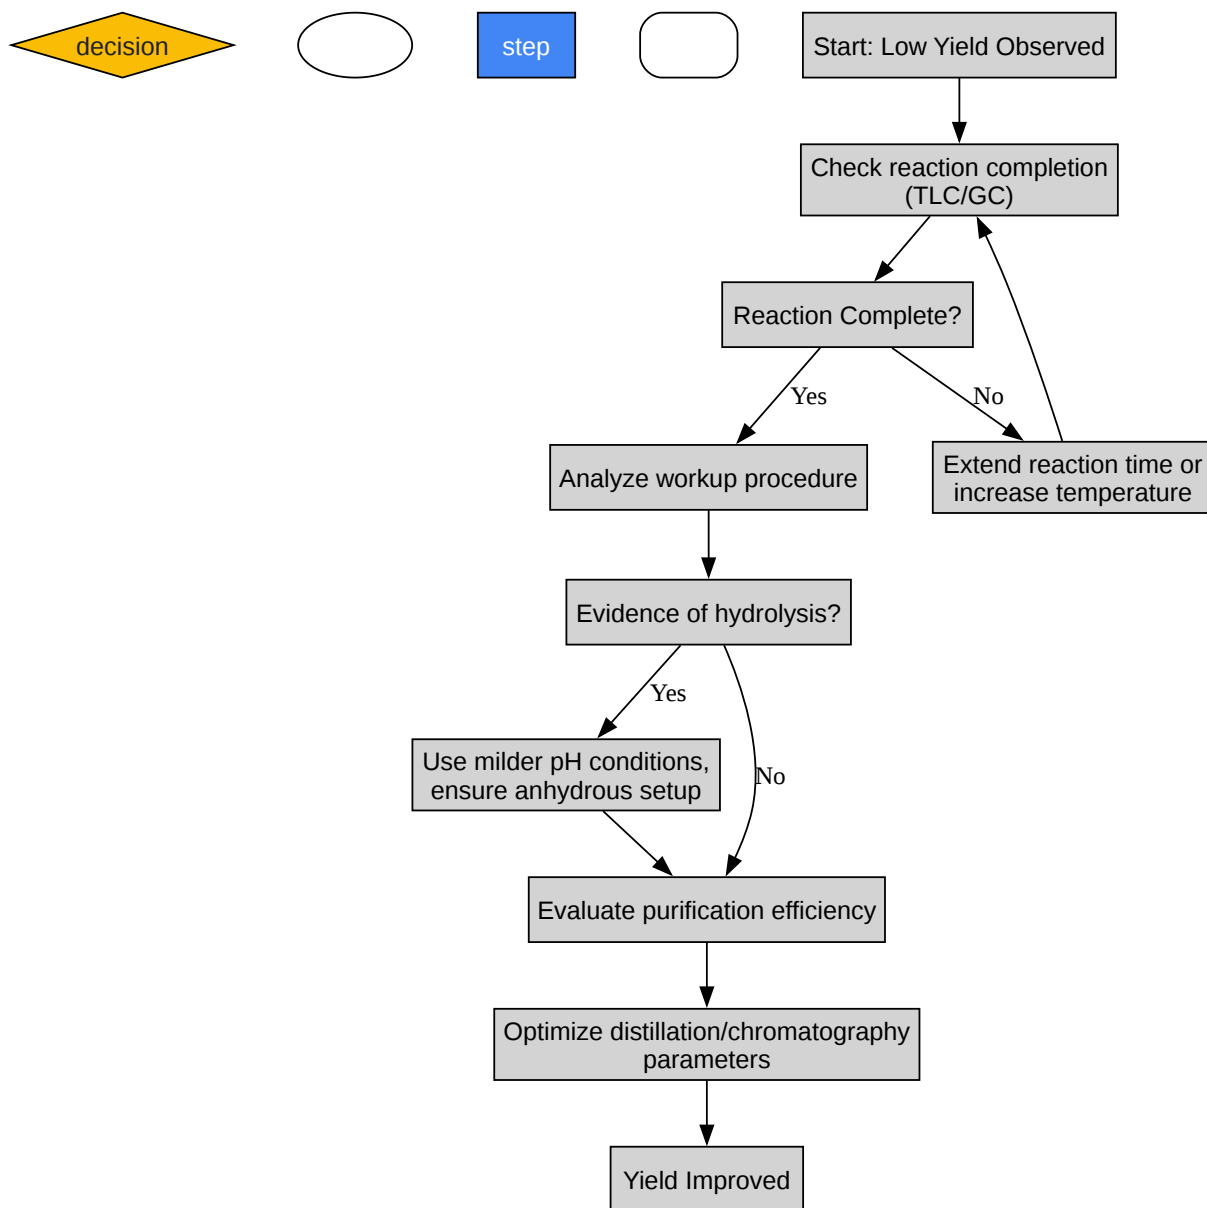 decision
step
Start: Low Yield Observed
Check reaction completion
(TLC/GC)
Reaction Complete?
Yes
No
Analyze workup procedure
Extend reaction time or
increase temperature
Evidence of hydrolysis?
Yes
Use milder pH conditions,
ensure anhydrous setup
No
Evaluate purification efficiency
Optimize distillation/chromatography
parameters
Yield Improved